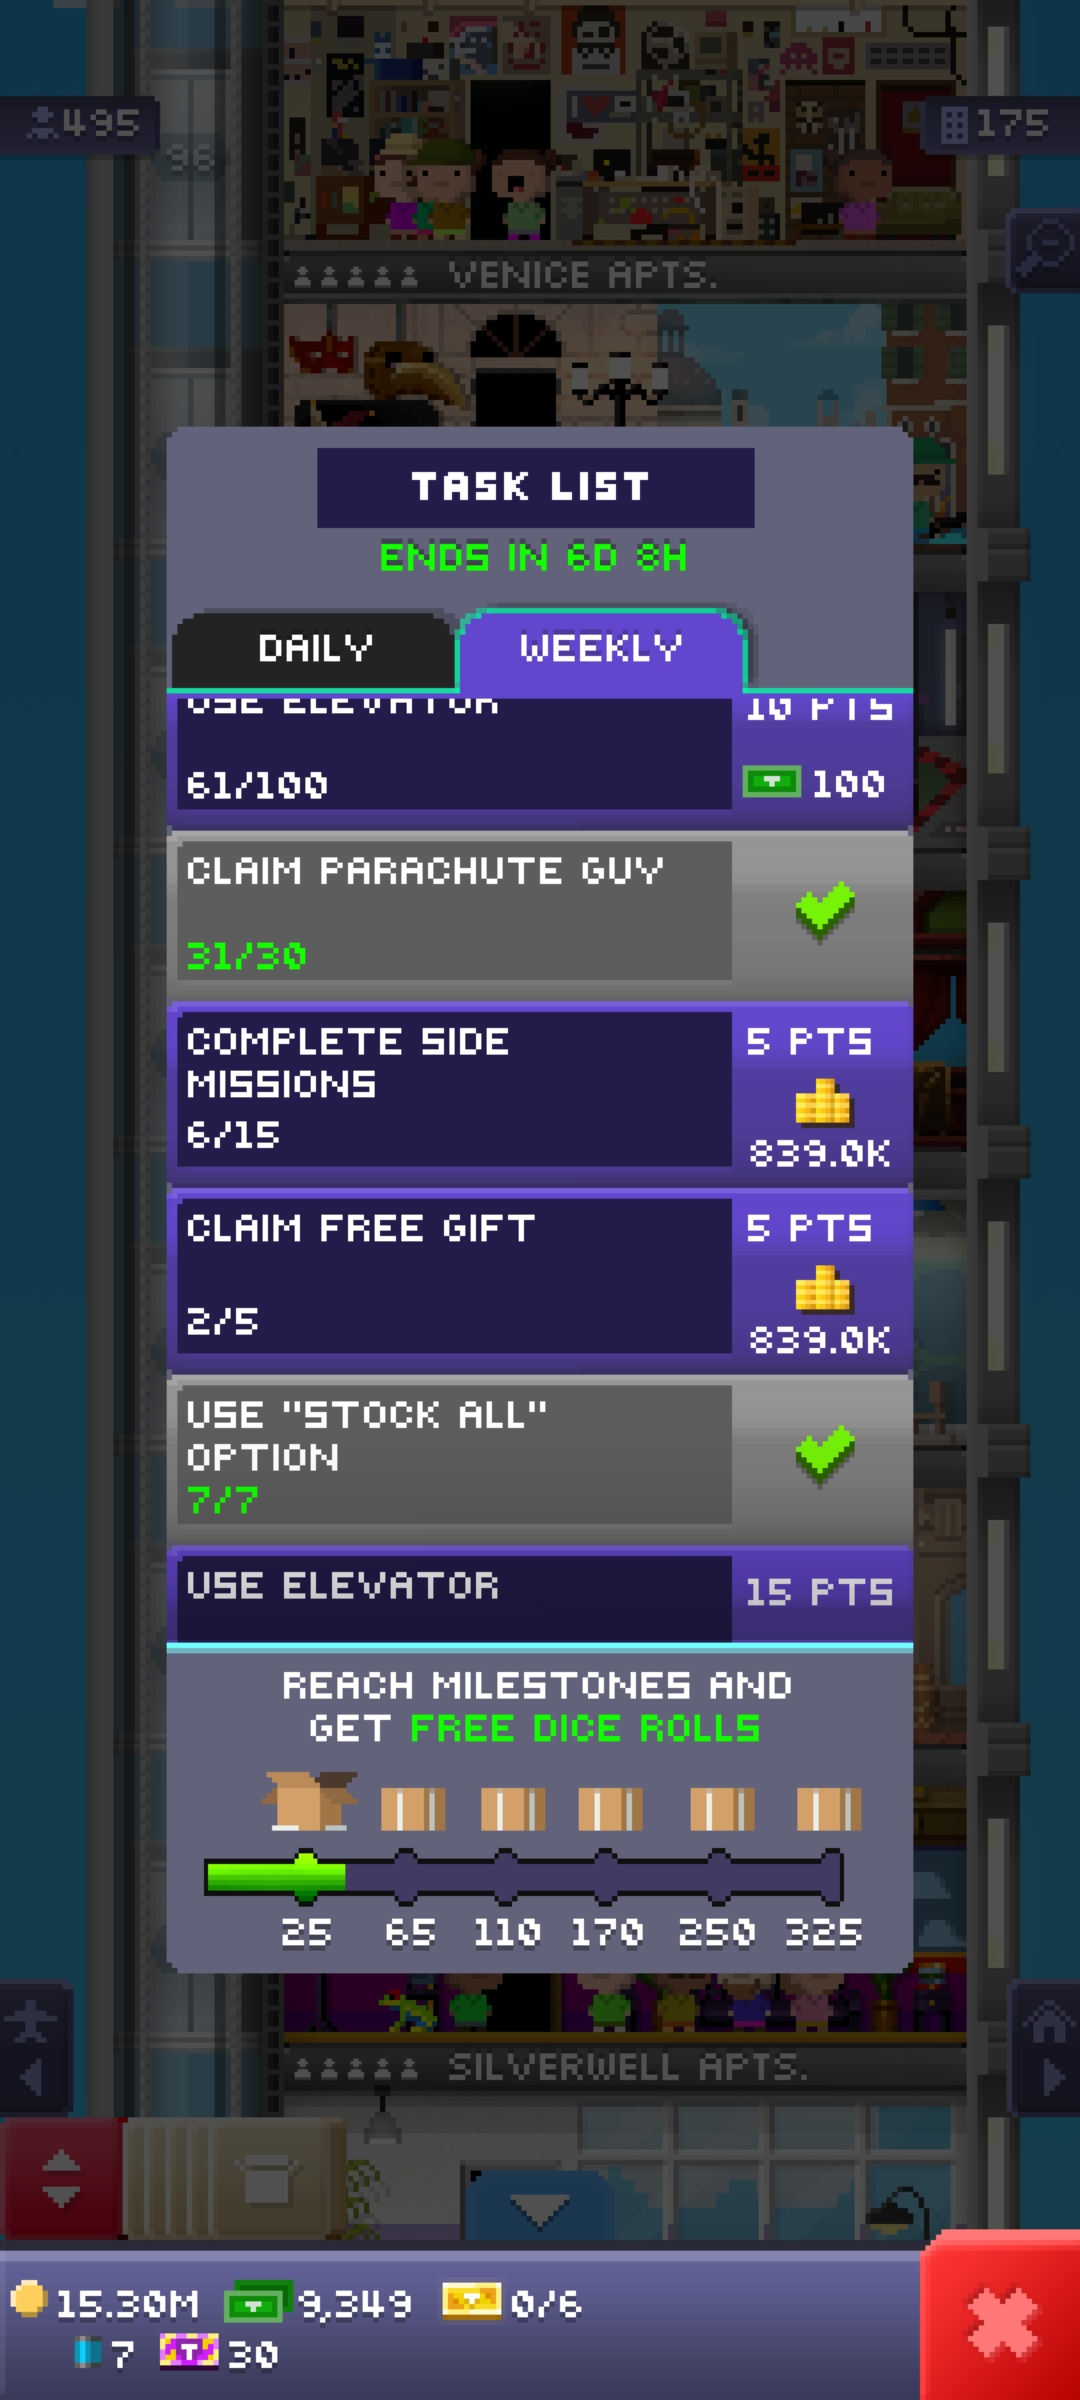 495
175
98
VENICE APTS.
TASK LIST
ENDS IN 6D 8H
DAILY
WEEKLY
USE ELEVATOR
10 PTS
61/100
100
CLAIM PARACHUTE GUY
31/30
COMPLETE SIDE
MISSIONS
6/15
5 PTS
839.0K
CLAIM FREE GIFT
2/5
5 PTS
839.0K
USE "STOCK ALL"
OPTION
7/7
USE ELEVATOR
15 PTS
REACH MILESTONES AND
GET FREE DICE ROLLS
25 65 110 170 250 325
SILVERWELL APTS.
15.30M 9,349 0/6
7 30